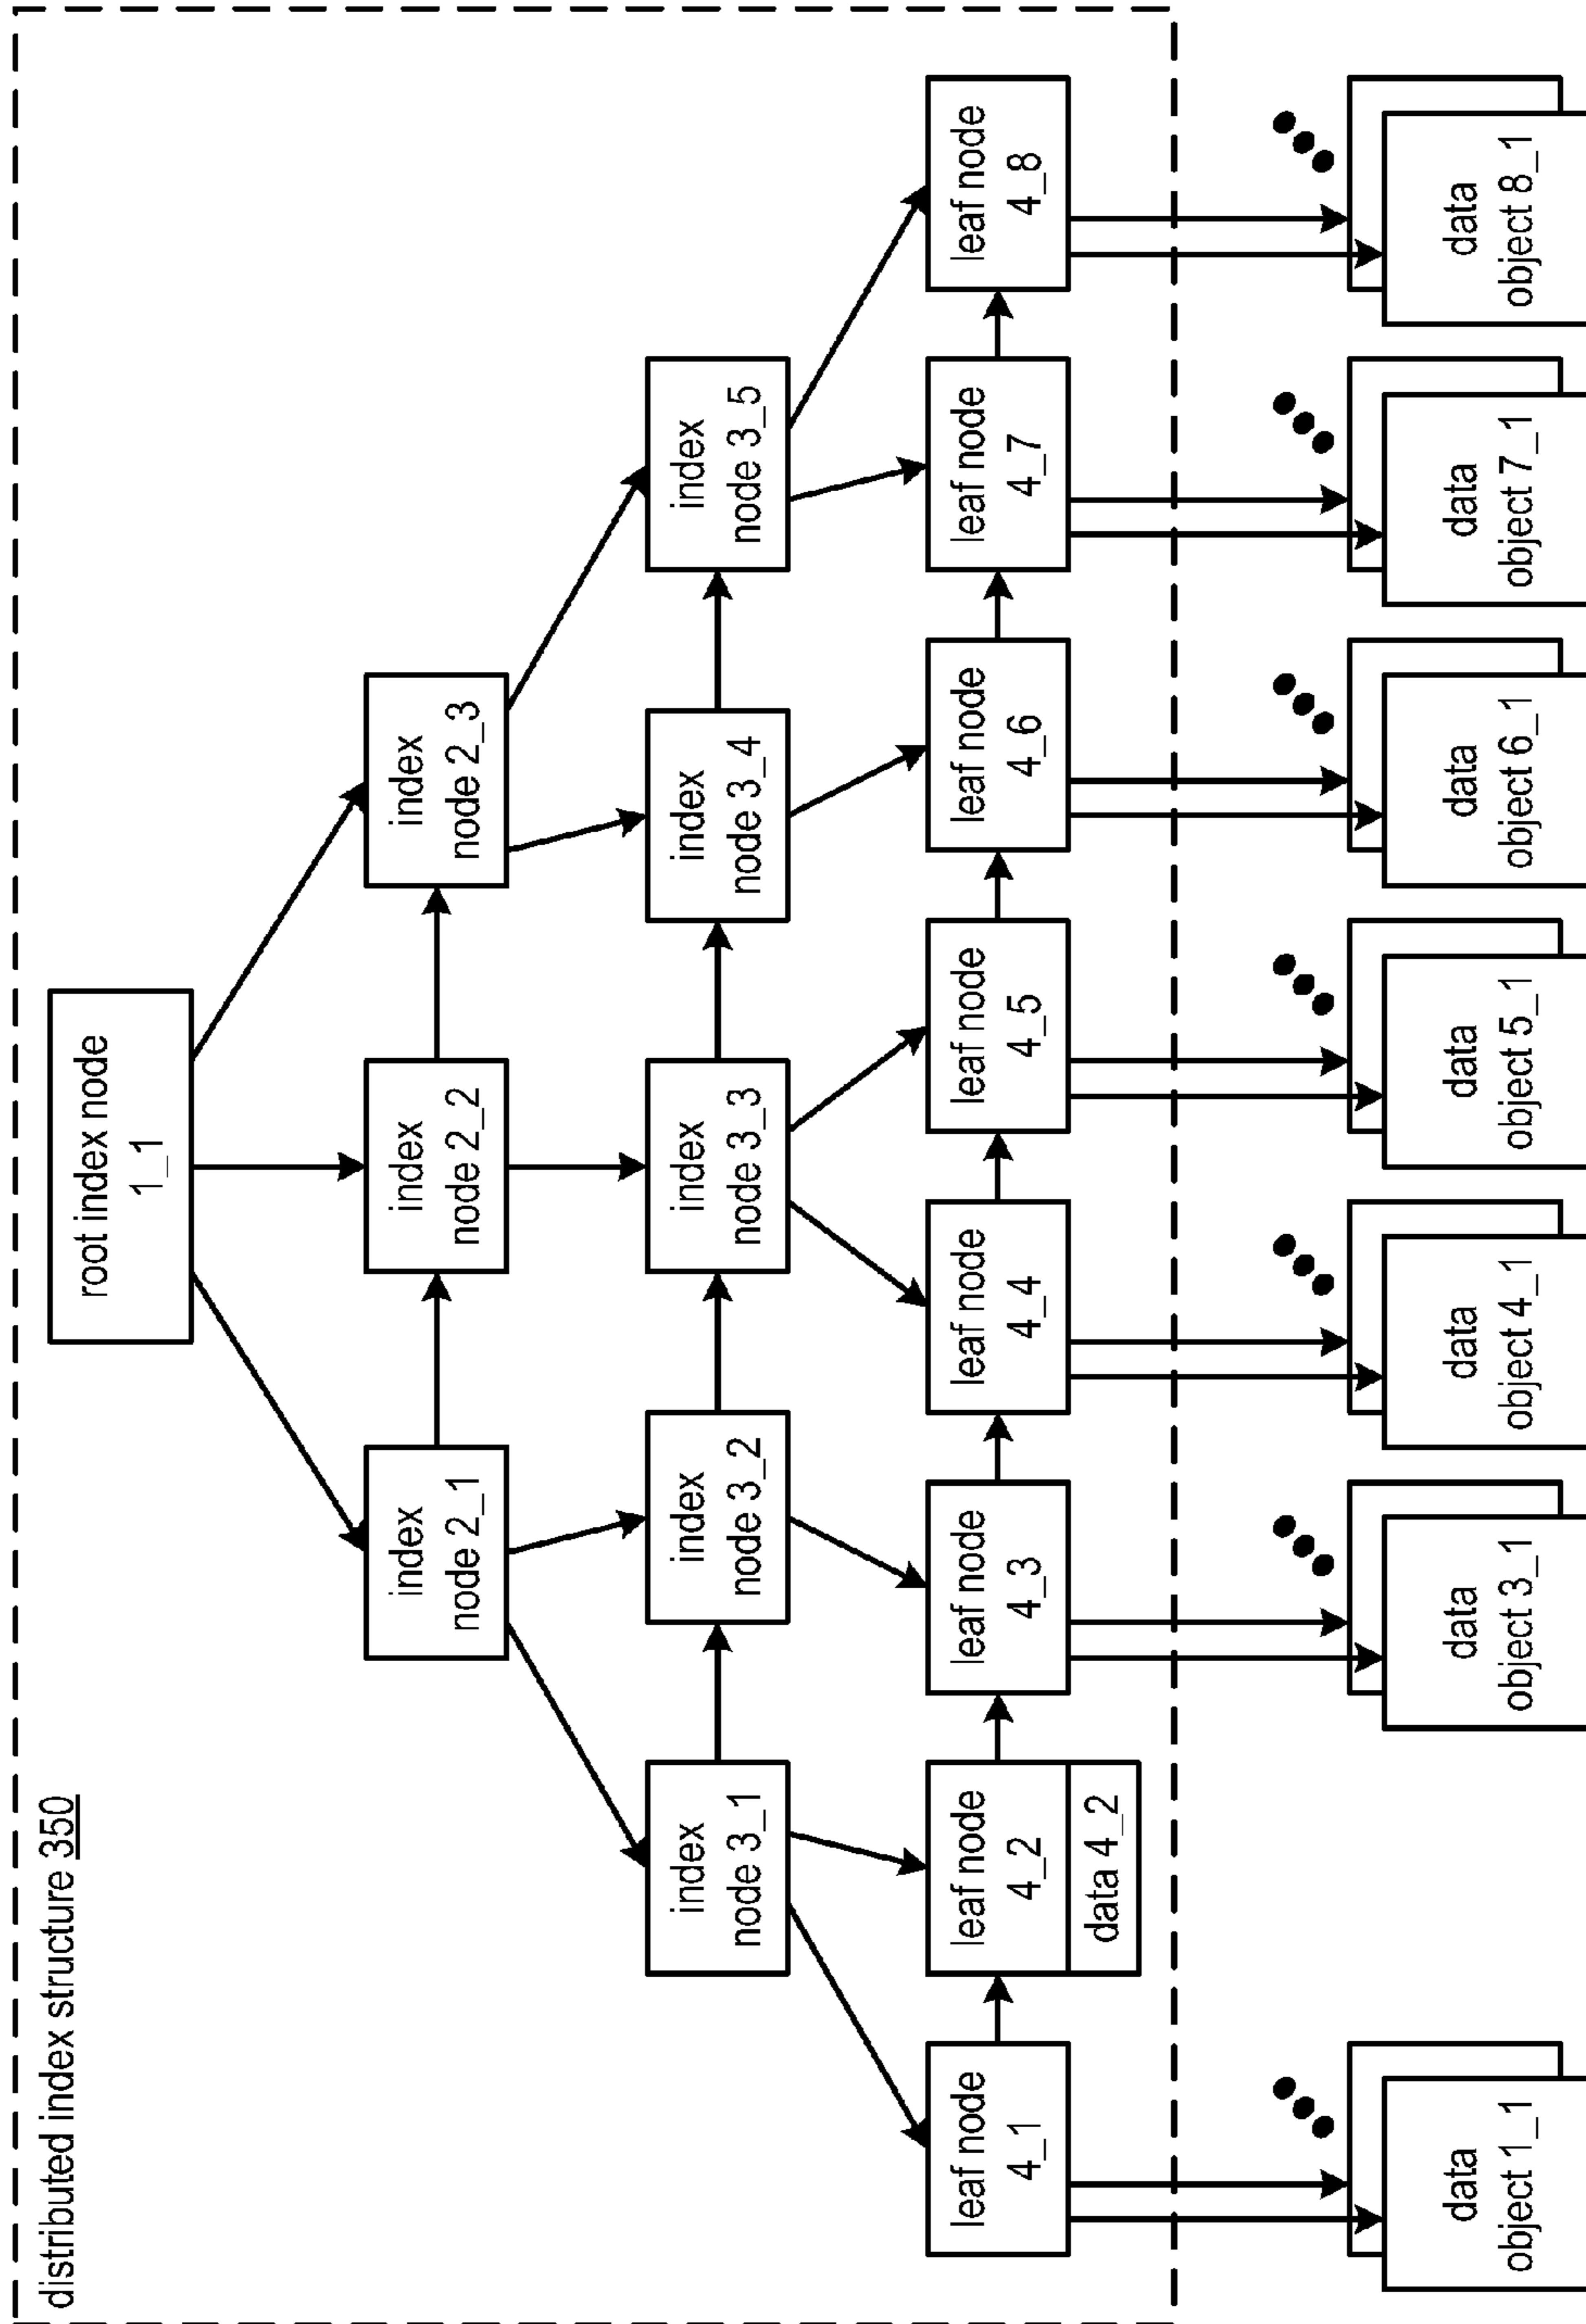 distributed index structure 350
root index node
1_1
index
node 2_1
index
node 2_2
index
node 2_3
index
node 3_1
index
node 3_2
index
node 3_3
index
node 3_4
index
node 3_5
leaf node
4_1
leaf node
4_2
data 4_2
leaf node
4_3
leaf node
4_4
leaf node
4_5
leaf node
4_6
leaf node
4_7
leaf node
4_8
data
object 1_1
data
object 3_1
data
object 4_1
data
object 5_1
data
object 6_1
data
object 7_1
data
object 8_1